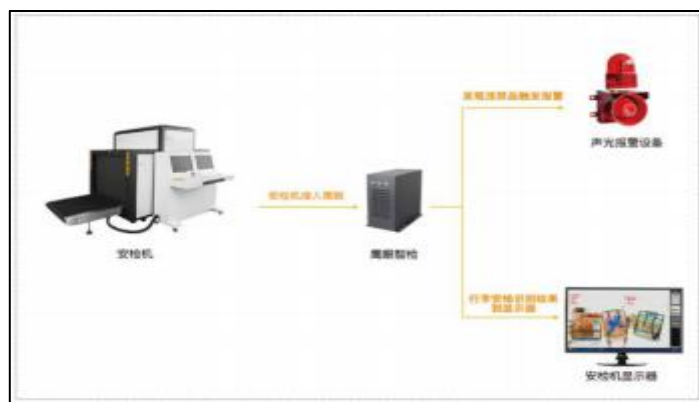 发现违禁品触发报警
声光报警设备
安检机接入鹰眼
安检机
鹰眼智检
行李安检识别结果
到显示器
安检机显示器